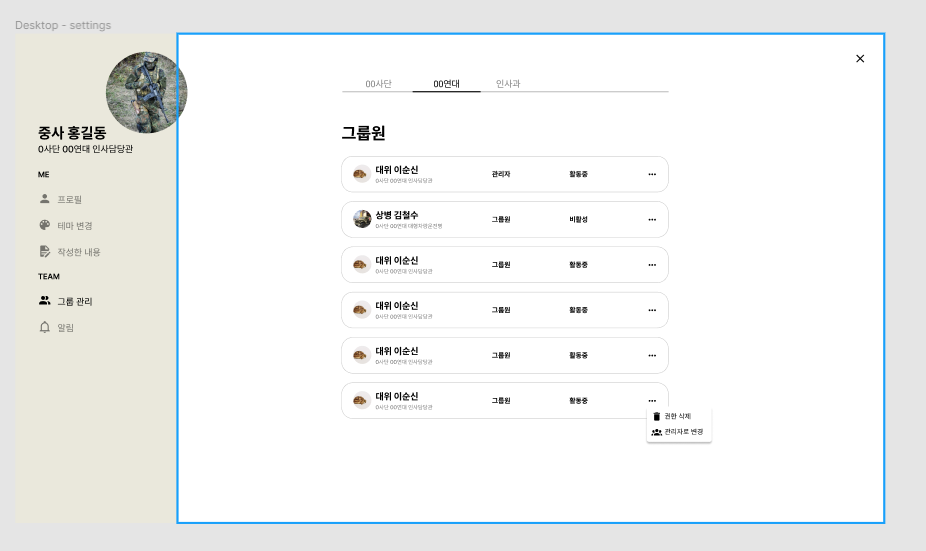 Desktop - settings
중사 홍길동
0사단 00연대 인사담당관
ME
프로필
테마 변경
작성한 내용
TEAM
그룹 관리
알림
00사단 00연대 인사과
그룹원
대위 이순신 관리자 활동중
0사단 00연대 인사담당관
상병 김철수 그룹원 비활성
0사단 00연대 대형차량운전병
대위 이순신 그룹원 활동중
0사단 00연대 인사담당관
대위 이순신 그룹원 활동중
0사단 00연대 인사담당관
대위 이순신 그룹원 활동중
0사단 00연대 인사담당관
대위 이순신 그룹원 활동중
0사단 00연대 인사담당관
권한 삭제
관리자로 변경